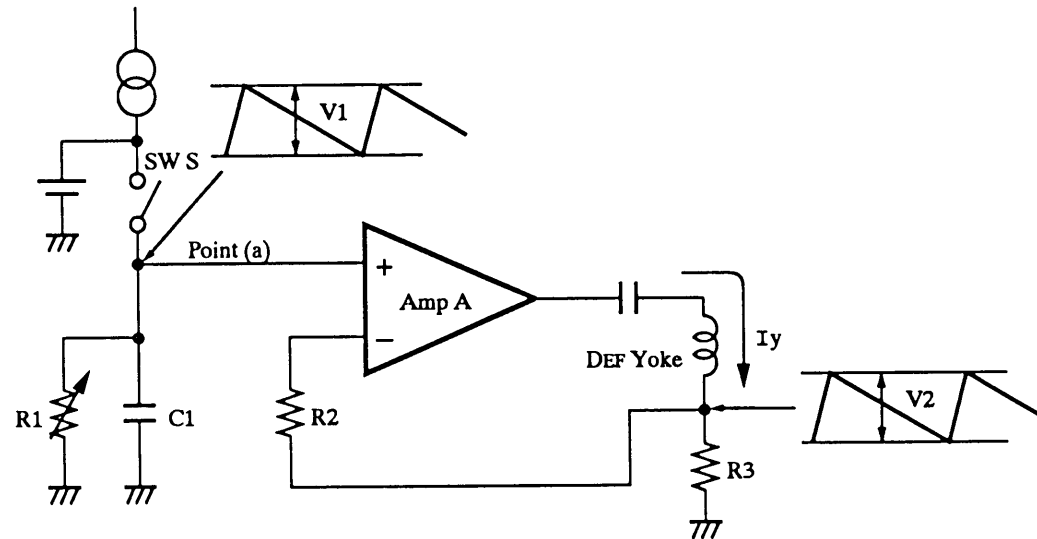 V1
SW S
Point (a)
+
Amp A
−
Iy
DEF Yoke
V2
R1
C1
R2
R3